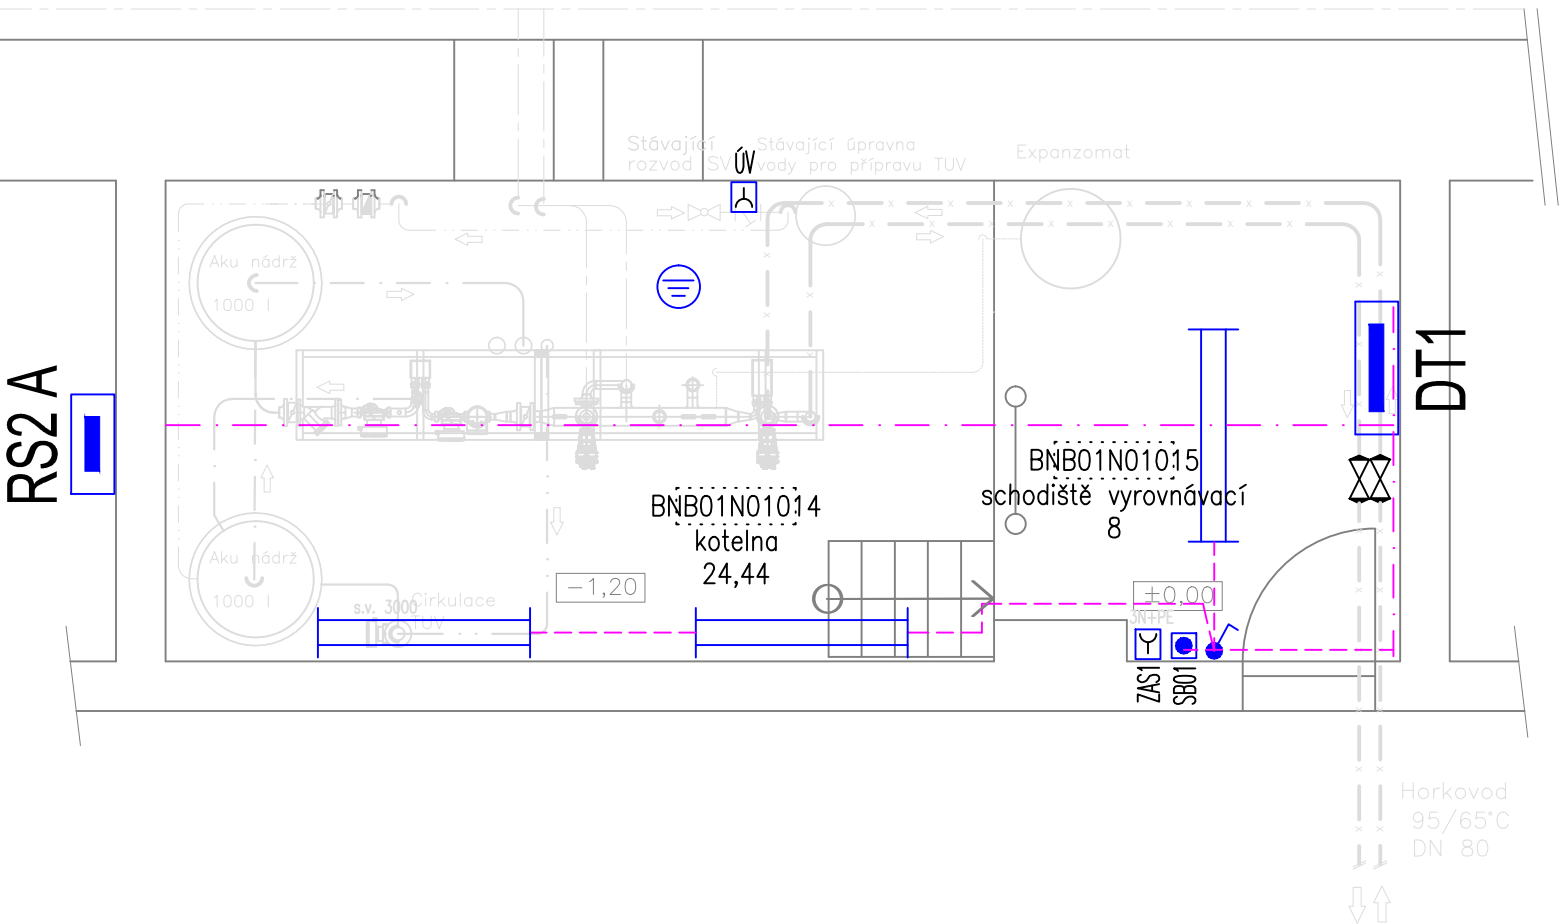 Stávající
rozvod SV
ÚV
Stávající úpravna
vody pro přípravu TUV
Expanzomat
Aku nádrž
1000 l
RS2 A
DT1
BNB01N01015
schodiště vyrovnávací
8
BNB01N01014
kotelna
24,44
Aku nádrž
1000 l
-1,20
±0,00
s.v. 3000
Cirkulace
TUV
3N+PE
ZAS1
SB01
Horkovod
95/65°C
DN 80